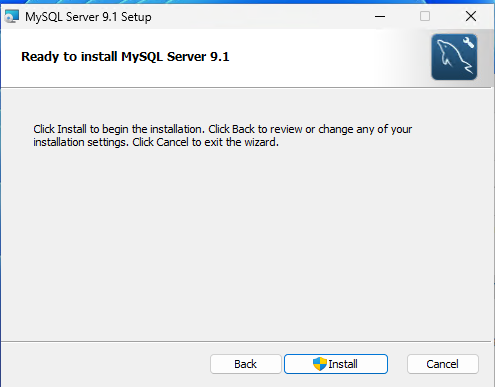 MySQL Server 9.1 Setup
Ready to install MySQL Server 9.1
Click Install to begin the installation. Click Back to review or change any of your
installation settings. Click Cancel to exit the wizard.
Back Install Cancel